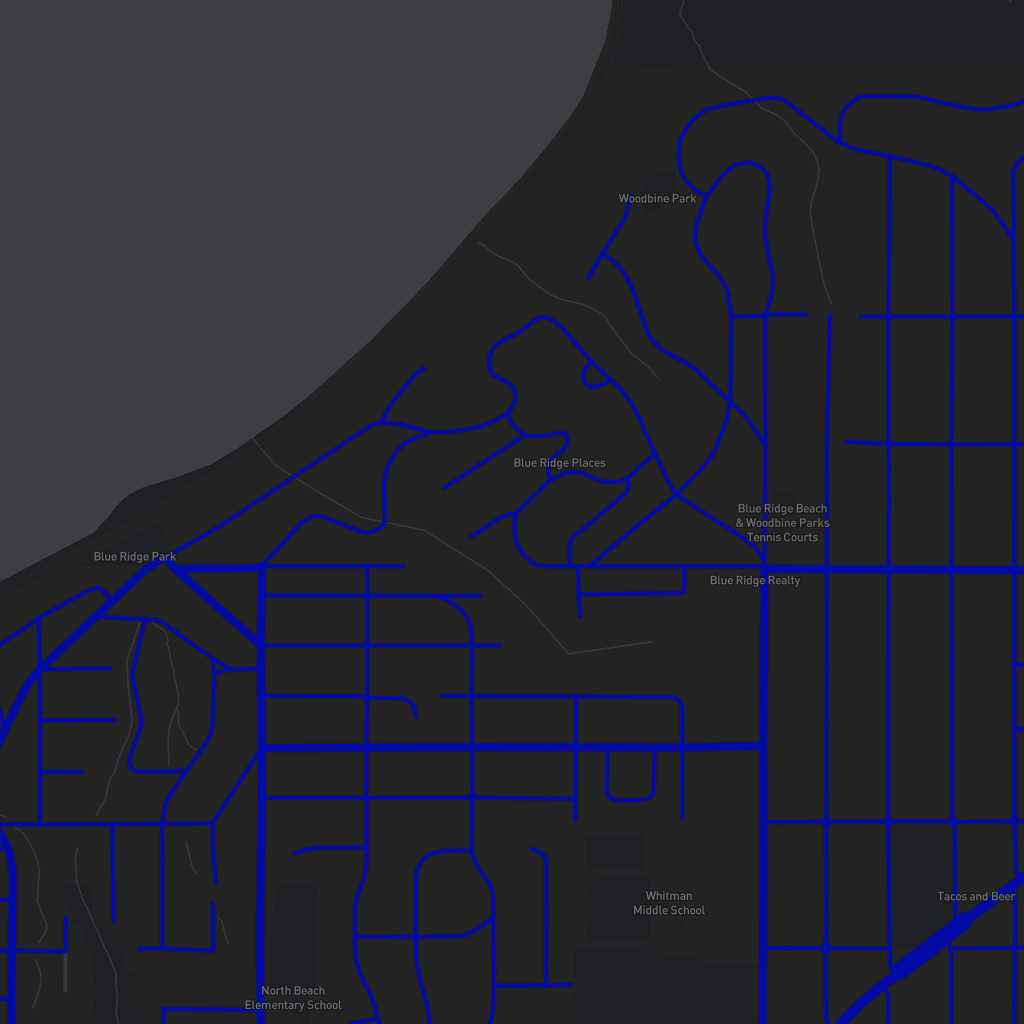 Woodbine Park
Blue Ridge Places
Blue Ridge Beach
& Woodbine Parks
Tennis Courts
Blue Ridge Park
Blue Ridge Realty
Whitman
Middle School
Tacos and Beer
North Beach
Elementary School